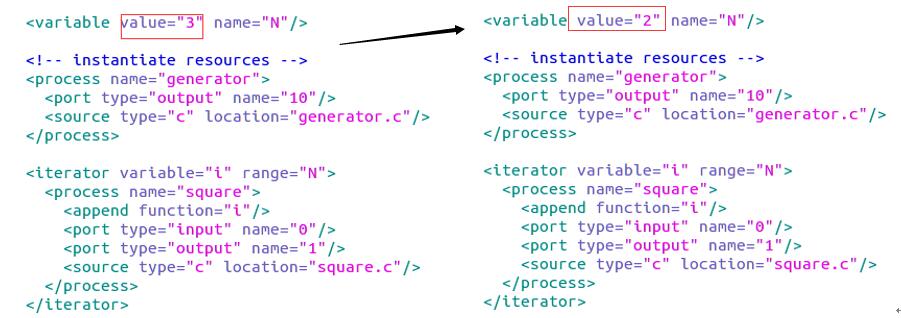 <variable value="3" name="N"/>
<!-- instantiate resources -->
<process name="generator">
<port type="output" name="10"/>
<source type="c" location="generator.c"/>
</process>
<iterator variable="i" range="N">
<process name="square">
<append function="i"/>
<port type="input" name="0"/>
<port type="output" name="1"/>
<source type="c" location="square.c"/>
</process>
</iterator>
<variable value="2" name="N"/>
<!-- instantiate resources -->
<process name="generator">
<port type="output" name="10"/>
<source type="c" location="generator.c"/>
</process>
<iterator variable="i" range="N">
<process name="square">
<append function="i"/>
<port type="input" name="0"/>
<port type="output" name="1"/>
<source type="c" location="square.c"/>
</process>
</iterator>